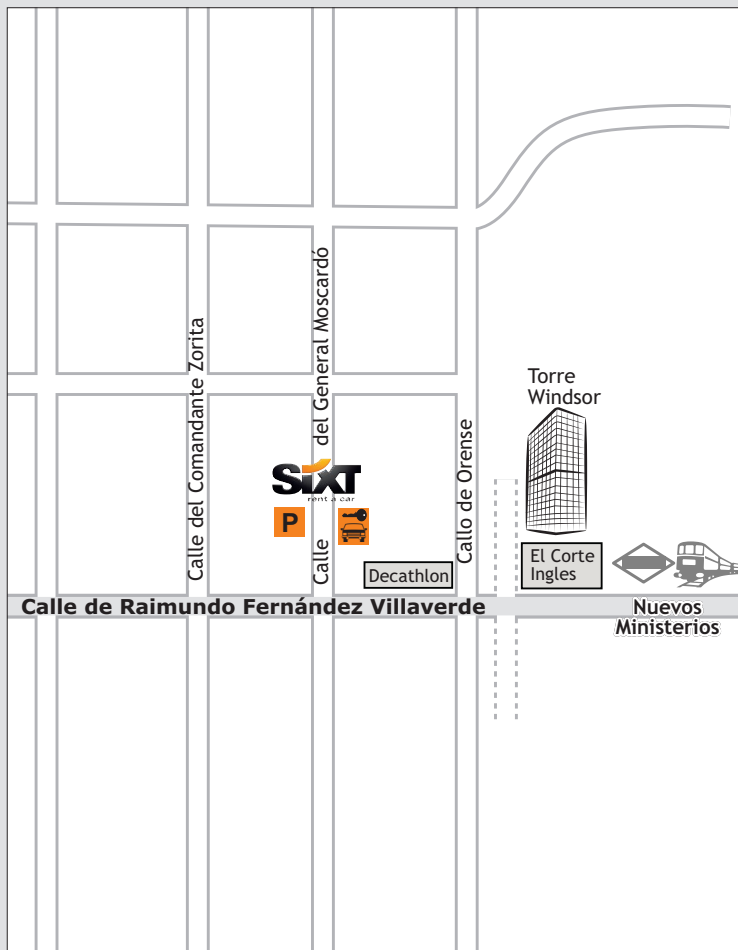 Calle del Comandante Zorita
Calle del General Moscardó
Callo de Orense
Torre
Windsor
SIXT
rent a car
P
Decathlon
El Corte
Ingles
Calle de Raimundo Fernández Villaverde
Nuevos
Ministerios